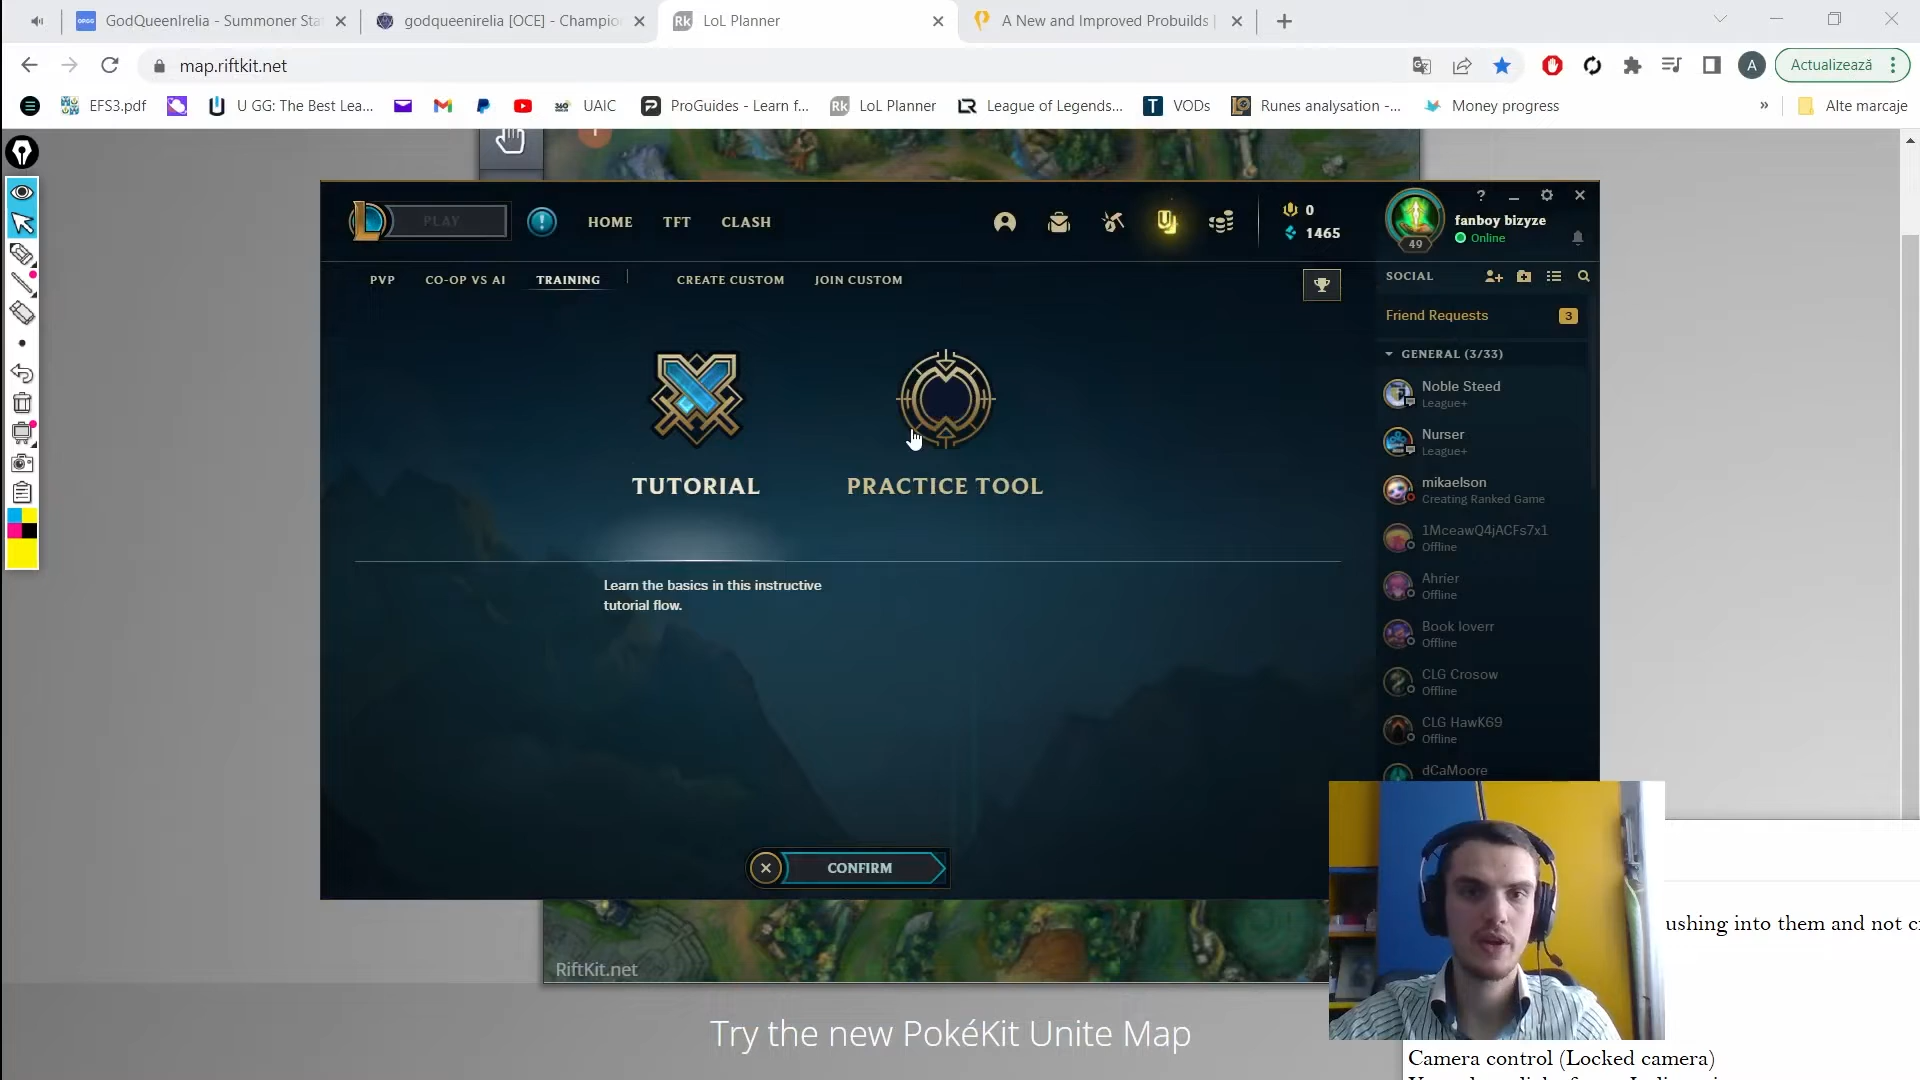 GodQueenIrelia - Summoner Sta
godqueenirelia [OCE] - Champio
LoL Planner
A New and Improved Probuilds |
map.riftkit.net
Actualizează
EFS3.pdf
U GG: The Best Lea...
UAIC
ProGuides - Learn f...
LoL Planner
League of Legends...
VODs
Runes analysation -...
Money progress
»
Alte marcaje
PLAY
HOME
TFT
CLASH
0
1465
49
fanboy bizyze
Online
PVP
CO-OP VS AI
TRAINING
CREATE CUSTOM
JOIN CUSTOM
SOCIAL
Friend Requests
3
GENERAL (3/33)
Noble Steed
League+
Nurser
League+
mikaelson
Creating Ranked Game
1MceawQ4jACFs7x1
Offline
Ahrier
Offline
Book loverr
Offline
CLG Crosow
Offline
CLG HawK69
Offline
dCaMoore
TUTORIAL
PRACTICE TOOL
Learn the basics in this instructive
tutorial flow.
CONFIRM
RiftKit.net
Try the new PokéKit Unite Map
ushing into them and not c
Camera control (Locked camera)